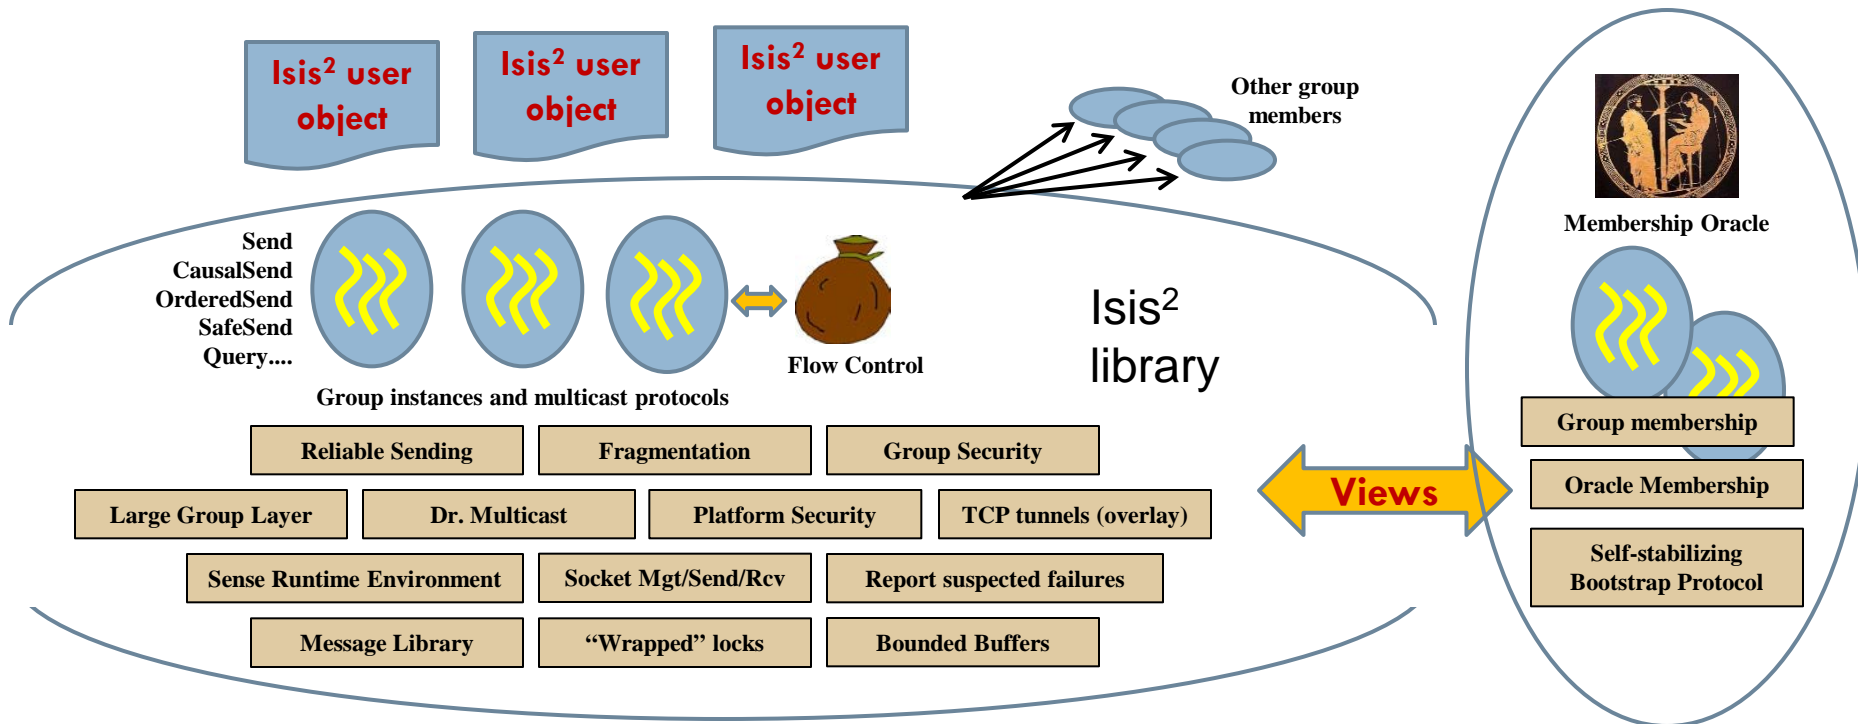 Isis² user
object
Isis² user
object
Isis² user
object
Other group
members
Membership Oracle
Send
CausalSend
OrderedSend
SafeSend
Query....
Flow Control
Isis²
library
Group instances and multicast protocols
Reliable Sending
Fragmentation
Group Security
Large Group Layer
Dr. Multicast
Platform Security
TCP tunnels (overlay)
Sense Runtime Environment
Socket Mgt/Send/Rcv
Report suspected failures
Message Library
“Wrapped” locks
Bounded Buffers
Views
Group membership
Oracle Membership
Self-stabilizing
Bootstrap Protocol